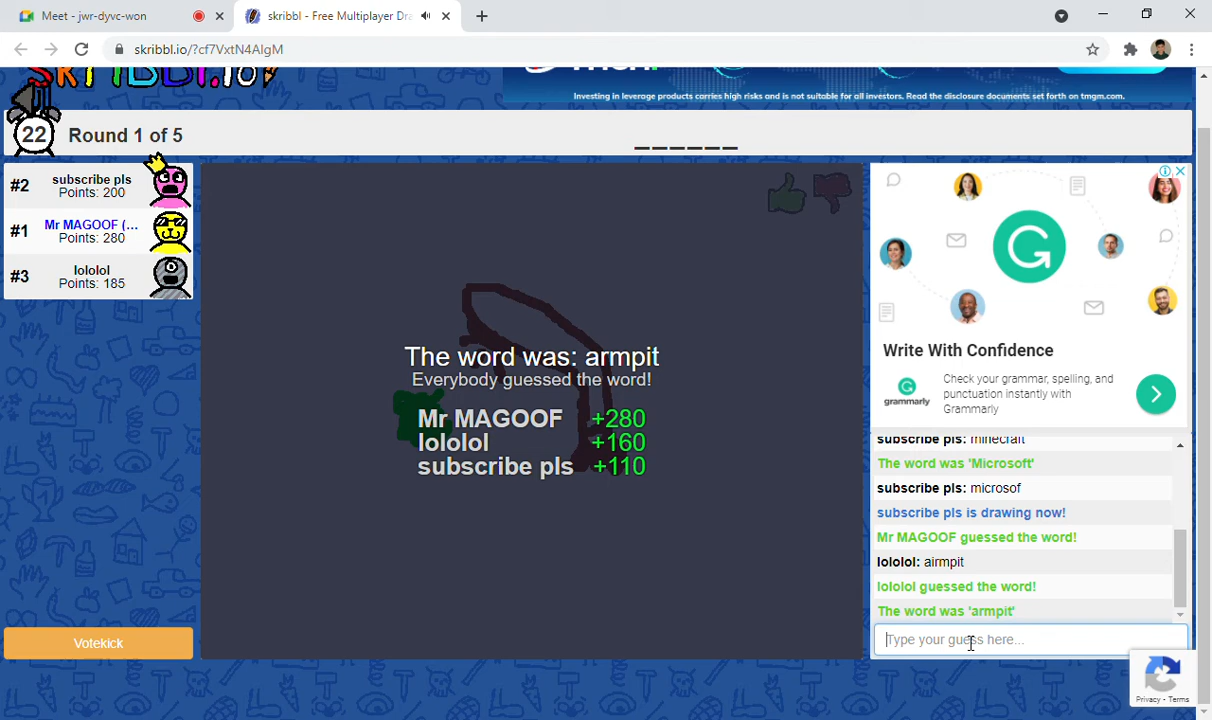 Meet - jwr-dyvc-won
skribbl - Free Multiplayer Dra
skribbl.io/?cf7VxtN4AlgM
skribbl.io
Investing in leverage products carries high risks and is not suitable for all investors. Read the disclosure documents set forth on tmgm.com.
22
Round 1 of 5
______
#2
subscribe pls
Points: 200
#1
Mr MAGOOF (...
Points: 280
#3
lololol
Points: 185
Votekick
The word was: armpit
Everybody guessed the word!
Mr MAGOOF +280
lololol +160
subscribe pls +110
Write With Confidence
grammarly
Check your grammar, spelling, and
punctuation instantly with
Grammarly
subscribe pls: minecraft
The word was 'Microsoft'
subscribe pls: microsof
subscribe pls is drawing now!
Mr MAGOOF guessed the word!
lololol: airmpit
lololol guessed the word!
The word was 'armpit'
Type your guess here...
Privacy - Terms